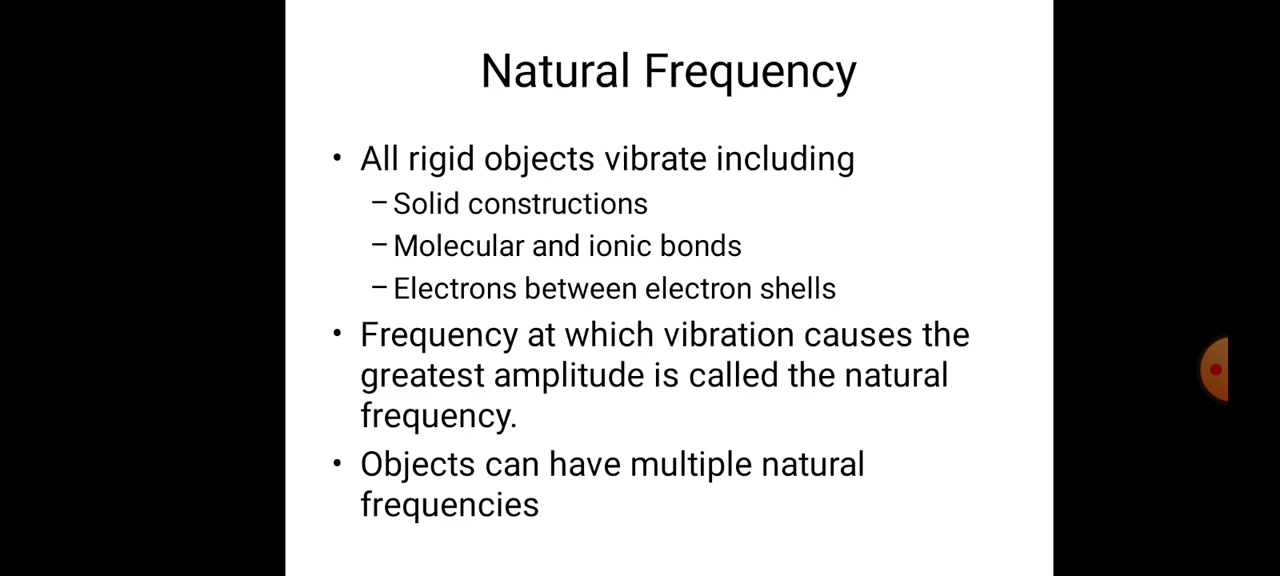 Natural Frequency
• All rigid objects vibrate including
– Solid constructions
– Molecular and ionic bonds
– Electrons between electron shells
• Frequency at which vibration causes the
greatest amplitude is called the natural
frequency.
• Objects can have multiple natural
frequencies